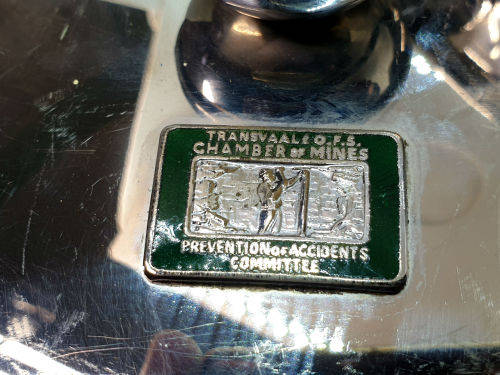 TRANSVAAL & O.F.S.
CHAMBER OF MINES
PREVENTION OF ACCIDENTS
COMMITTEE